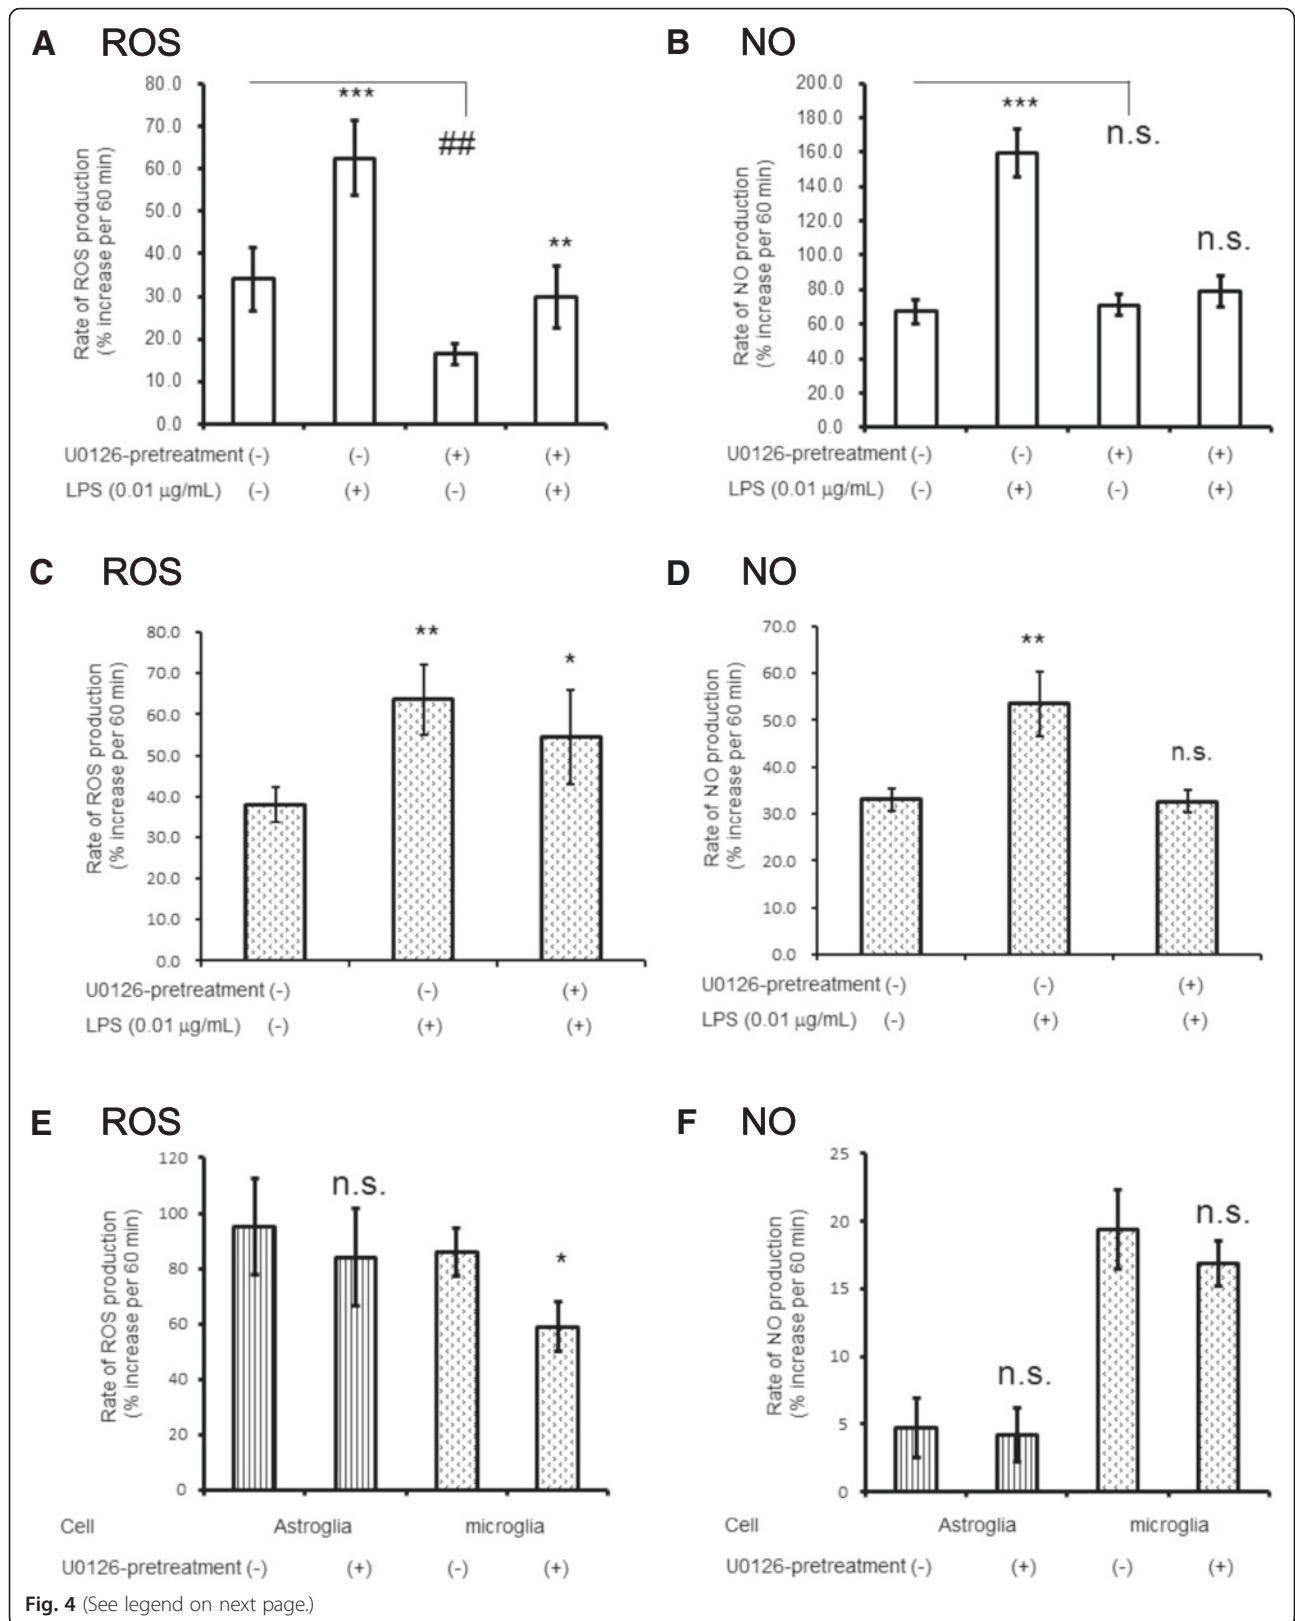 A ROS
80.0
70.0
60.0
50.0
40.0
30.0
20.0
10.0
0.0
Rate of ROS production
(% increase per 60 min)
***
##
**
U0126-pretreatment (-) (-) (+) (+)
LPS (0.01 μg/mL) (-) (+) (-) (+)
B NO
200.0
180.0
160.0
140.0
120.0
100.0
80.0
60.0
40.0
20.0
0.0
Rate of NO production
(% increase per 60 min)
***
n.s.
n.s.
U0126-pretreatment (-) (-) (+) (+)
LPS (0.01 μg/mL) (-) (+) (-) (+)
C ROS
80.0
70.0
60.0
50.0
40.0
30.0
20.0
10.0
0.0
Rate of ROS production
(% increase per 60 min)
**
*
U0126-pretreatment (-) (-) (+)
LPS (0.01 μg/mL) (-) (+) (+)
D NO
70.0
60.0
50.0
40.0
30.0
20.0
10.0
0.0
Rate of NO production
(% increase per 60 min)
**
n.s.
U0126-pretreatment (-) (-) (+)
LPS (0.01 μg/mL) (-) (+) (+)
E ROS
120
100
80
60
40
20
0
Rate of ROS production
(% increase per 60 min)
n.s.
*
Cell Astroglia microglia
U0126-pretreatment (-) (+) (-) (+)
F NO
25
20
15
10
5
0
Rate of NO production
(% increase per 60 min)
n.s.
n.s.
Cell Astroglia microglia
U0126-pretreatment (-) (+) (-) (+)
Fig. 4 (See legend on next page.)